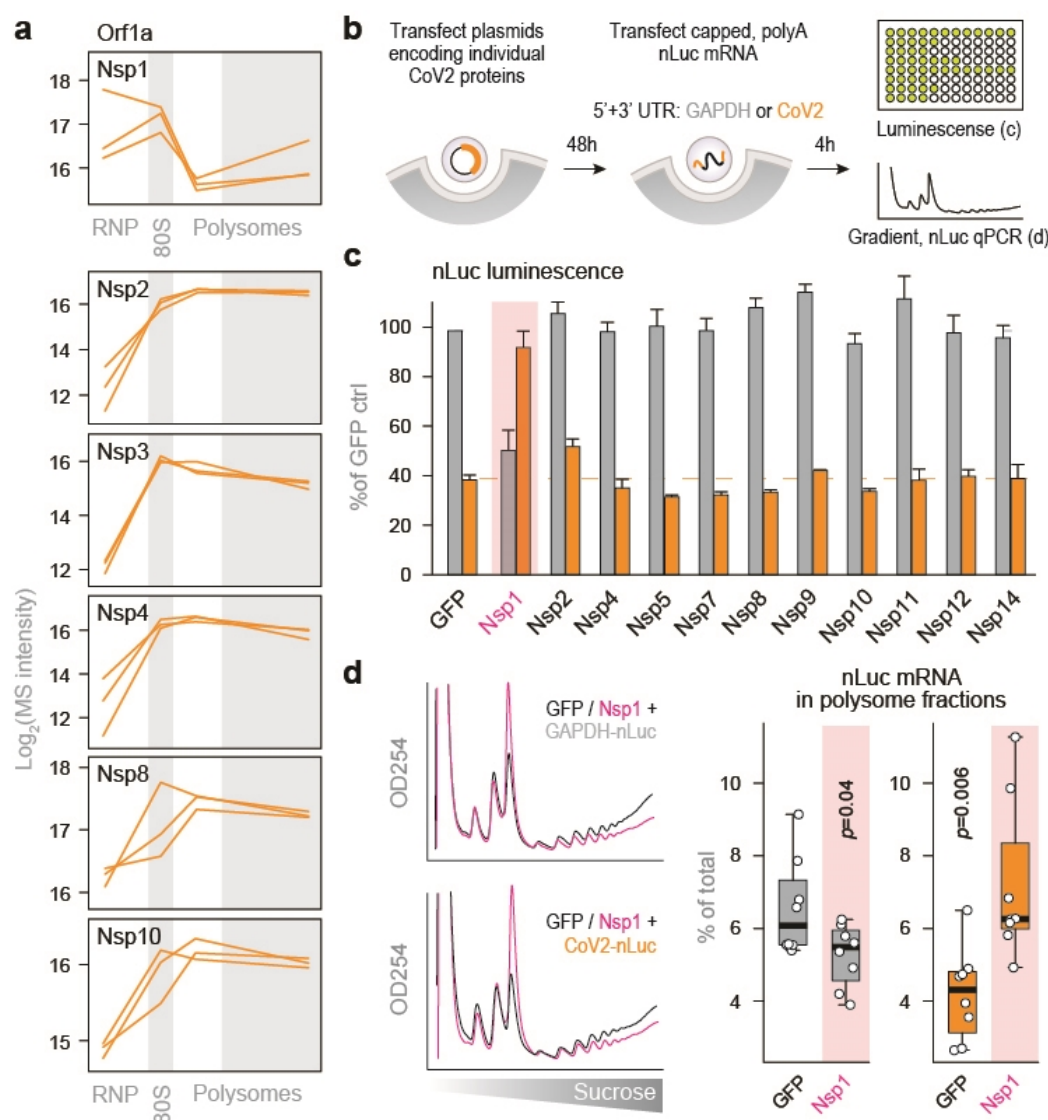 a
Orf1a
Nsp1
18
17
16
RNP
80S
Polysomes
Nsp2
16
14
12
Nsp3
16
14
12
Nsp4
16
14
12
Nsp8
18
17
16
Nsp10
16
15
Log2(MS intensity)
RNP
80S
Polysomes
b
Transfect plasmids
encoding individual
CoV2 proteins
48h
Transfect capped, polyA
nLuc mRNA
5'+3' UTR: GAPDH or CoV2
4h
Luminescense (c)
Gradient, nLuc qPCR (d)
c
nLuc luminescence
%of GFP ctrl
100
80
60
40
20
0
GFP
Nsp1
Nsp2
Nsp4
Nsp5
Nsp7
Nsp8
Nsp9
Nsp10
Nsp11
Nsp12
Nsp14
d
OD254
GFP / Nsp1 +
GAPDH-nLuc
OD254
GFP / Nsp1 +
CoV2-nLuc
Sucrose
nLuc mRNA
in polysome fractions
% of total
10
8
6
4
p=0.04
GFP
Nsp1
10
8
6
4
p=0.006
GFP
Nsp1